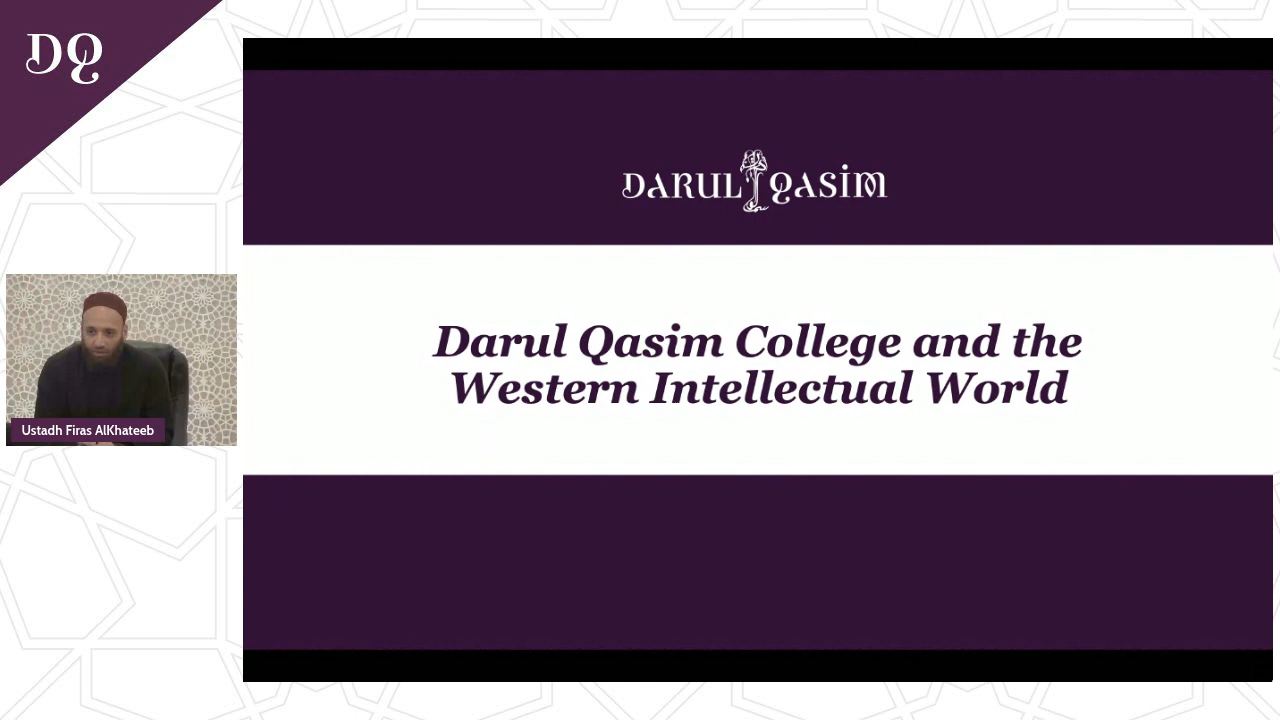 DQ
DARUL QASIM
Darul Qasim College and the
Western Intellectual World
Ustadh Firas AlKhateeb